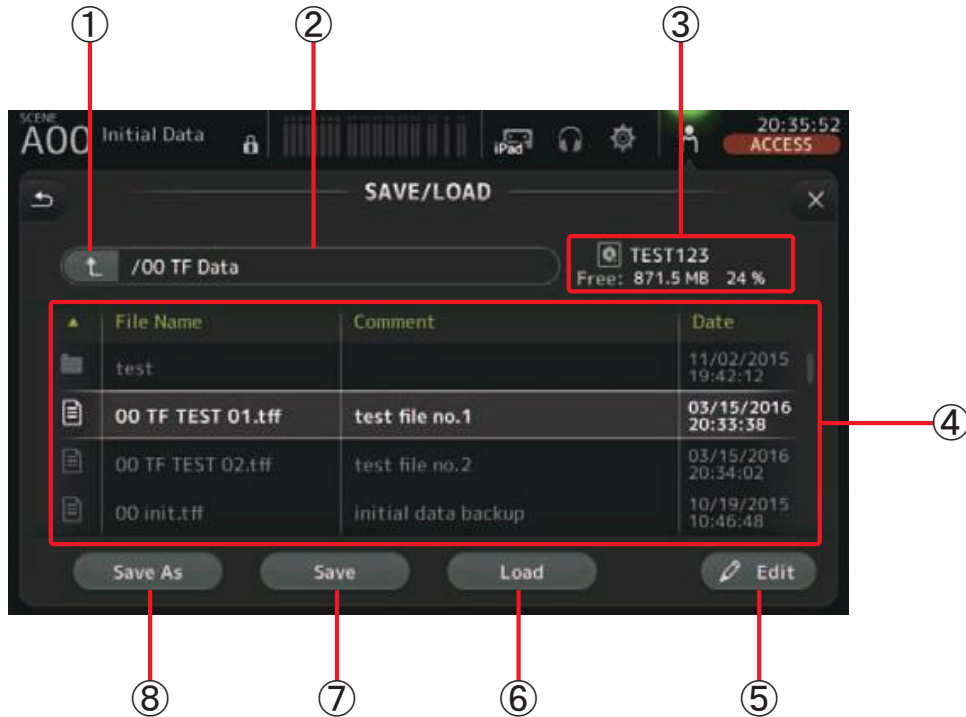 ① ② ③
SCENE
A00 Initial Data iPad 20:35:52
ACCESS
SAVE/LOAD
/00 TF Data
TEST123
Free: 871.5 MB 24 %
File Name Comment Date
test 11/02/2015
19:42:12
00 TF TEST 01.tff test file no.1 03/15/2016
20:33:38
④
00 TF TEST 02.tff test file no.2 03/15/2016
20:34:02
00 init.tff initial data backup 10/19/2015
10:46:48
Save As Save Load Edit
⑧ ⑦ ⑥ ⑤